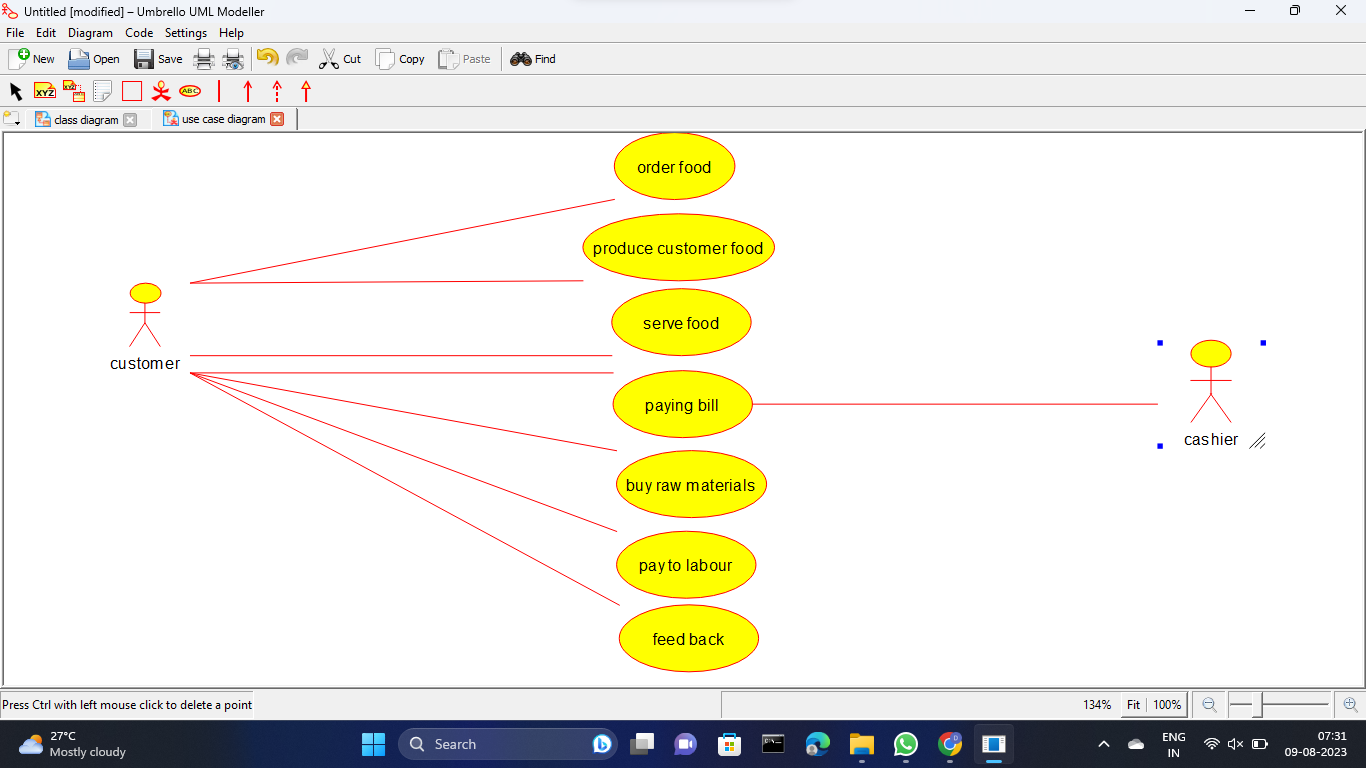 Untitled [modified] – Umbrello UML Modeller
File Edit Diagram Code Settings Help
New Open Save Cut Copy Paste Find
XYZ XYZ ABC
class diagram use case diagram
order food
produce customer food
serve food
customer
paying bill
cashier
buy raw materials
pay to labour
feed back
Press Ctrl with left mouse click to delete a point
134% Fit 100%
27°C
Mostly cloudy
Search
ENG
IN
07:31
09-08-2023